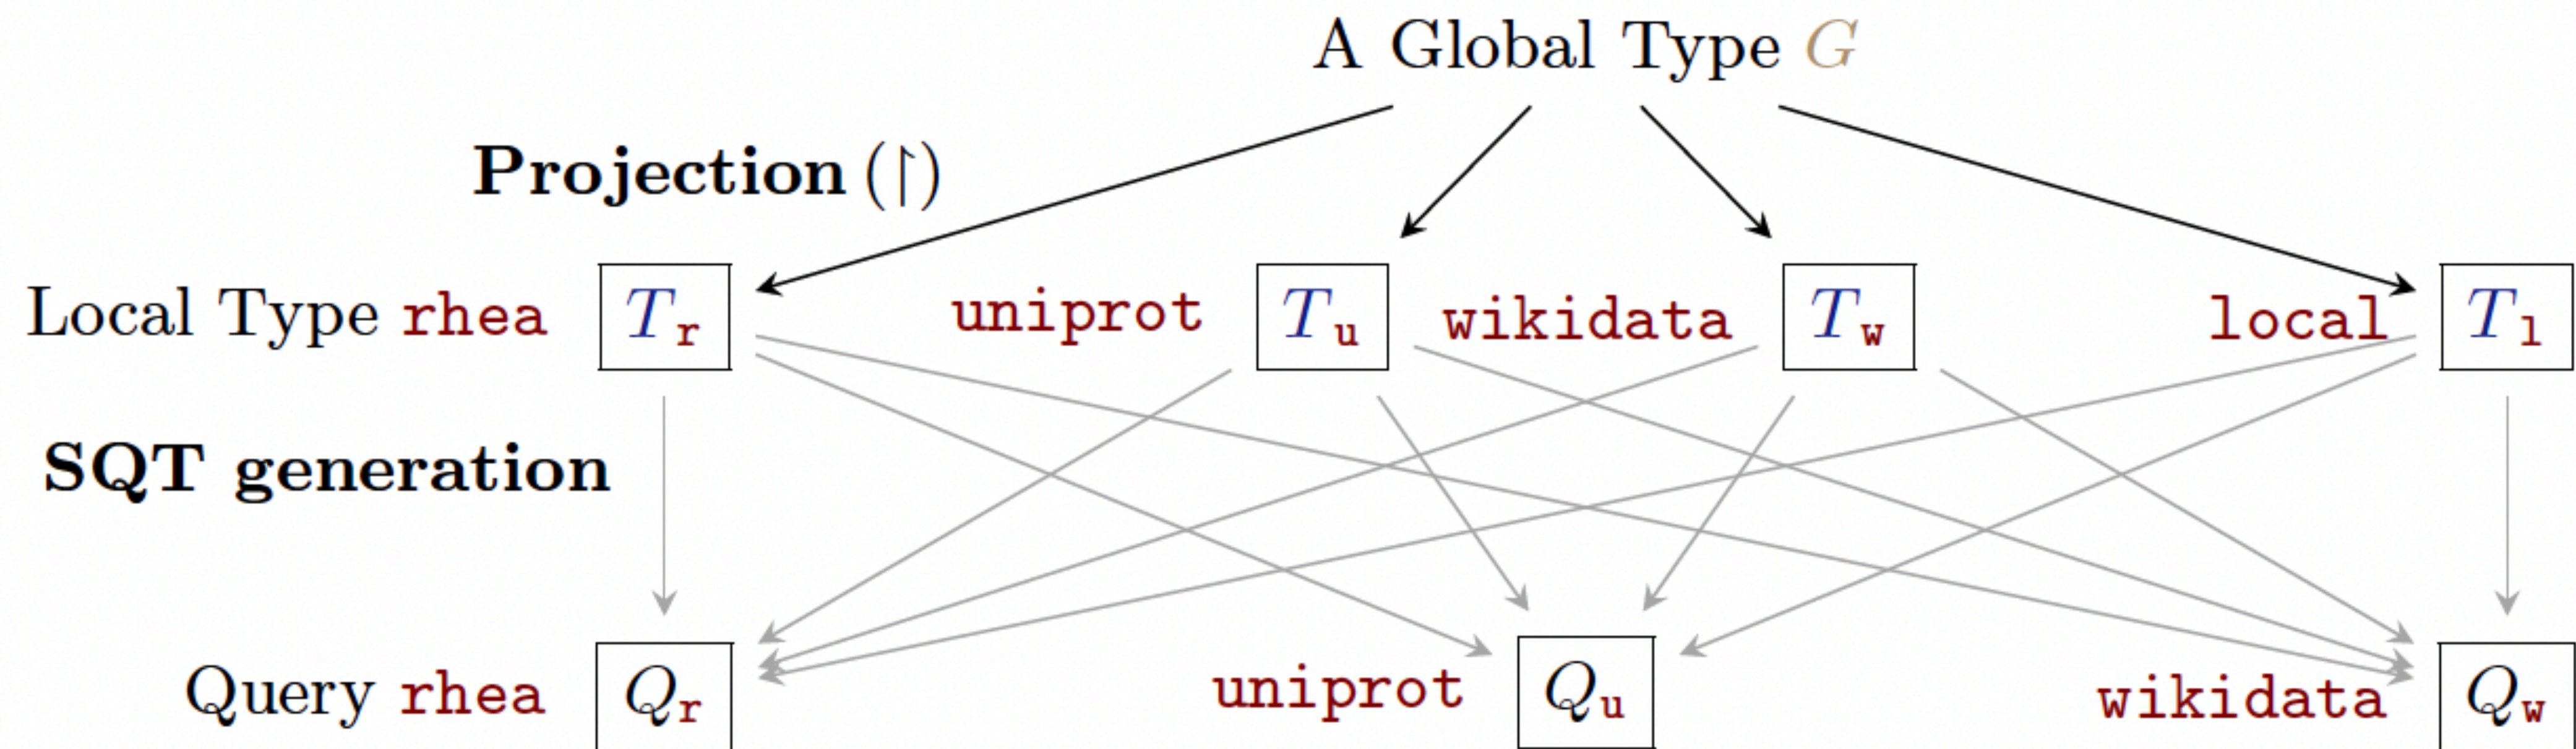 A Global Type G
Projection (↾)
Local Type rhea T_r uniprot T_u wikidata T_w local T_l
SQT generation
Query rhea Q_r uniprot Q_u wikidata Q_w